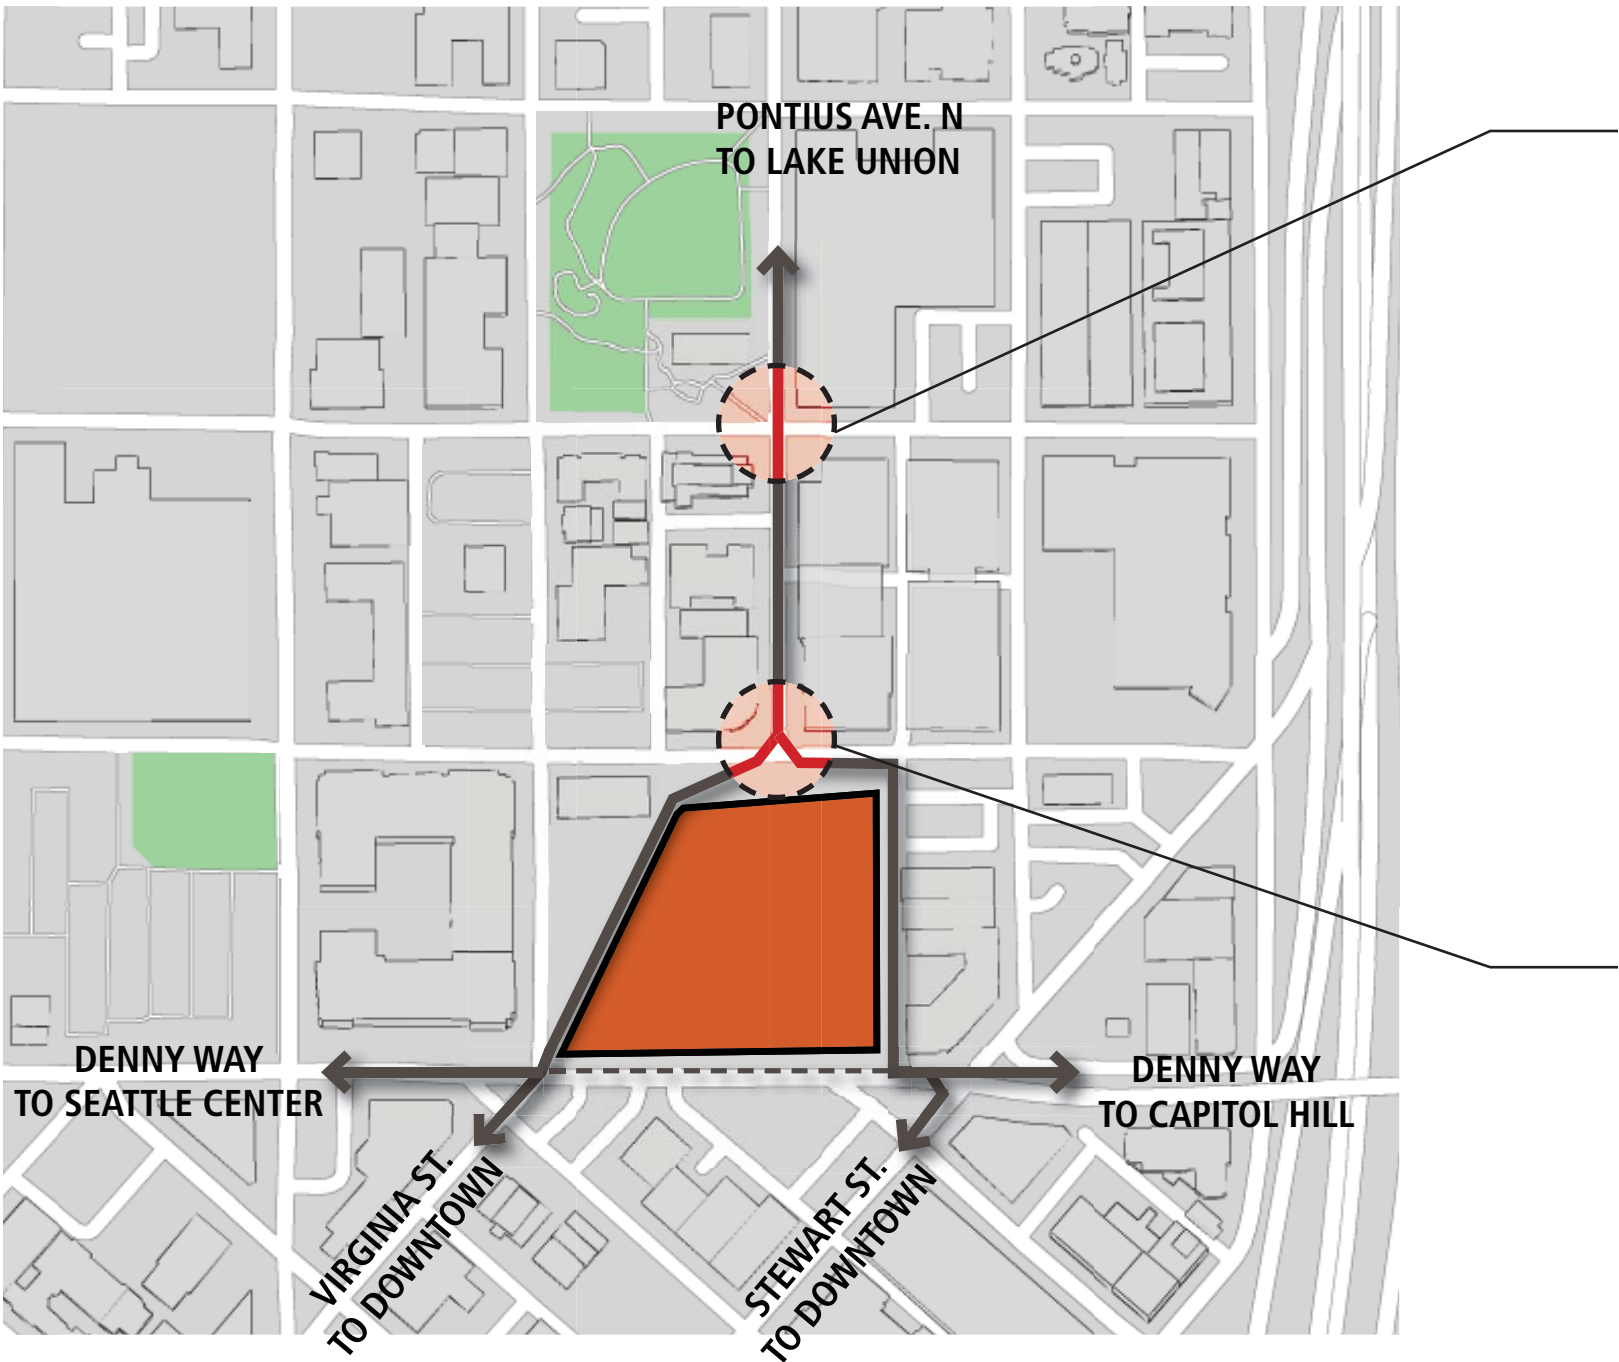 PONTIUS AVE. N
TO LAKE UNION
DENNY WAY
TO SEATTLE CENTER
DENNY WAY
TO CAPITOL HILL
VIRGINIA ST.
TO DOWNTOWN
STEWART ST.
TO DOWNTOWN